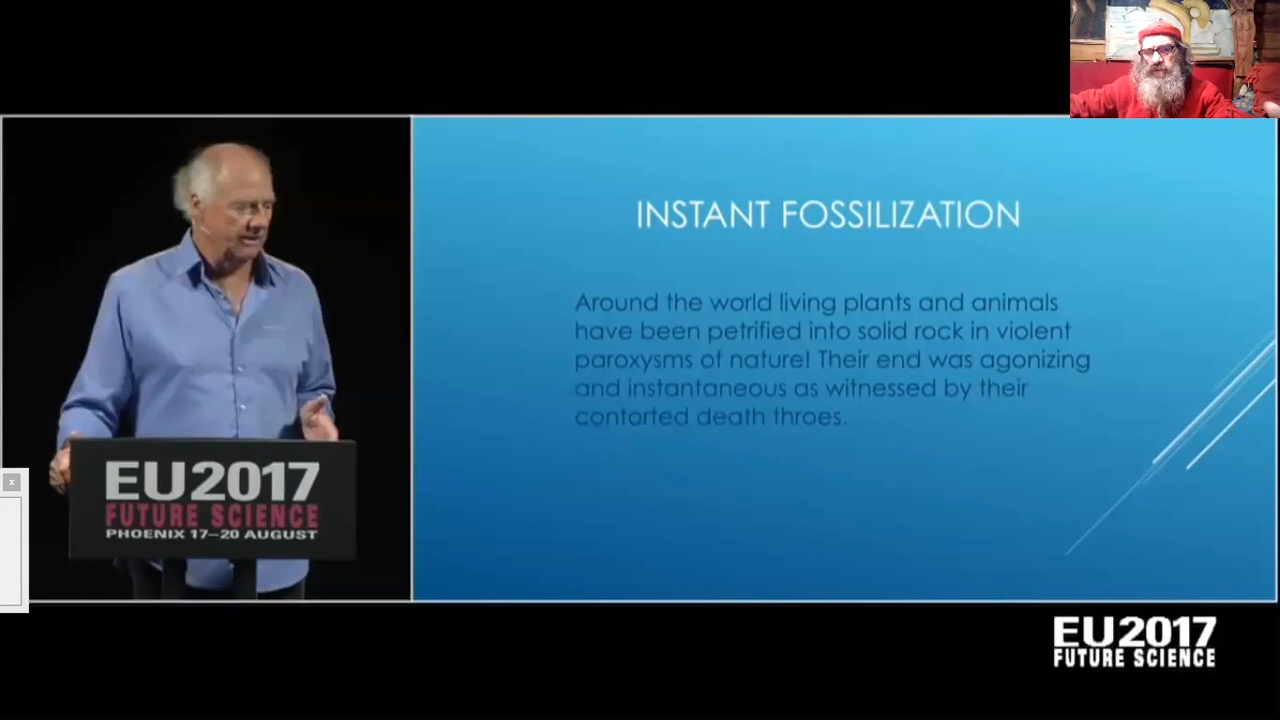 INSTANT FOSSILIZATION
Around the world living plants and animals
have been petrified into solid rock in violent
paroxysms of nature! Their end was agonizing
and instantaneous as witnessed by their
contorted death throes.
EU2017
FUTURE SCIENCE
PHOENIX 17–20 AUGUST
EU2017
FUTURE SCIENCE
x